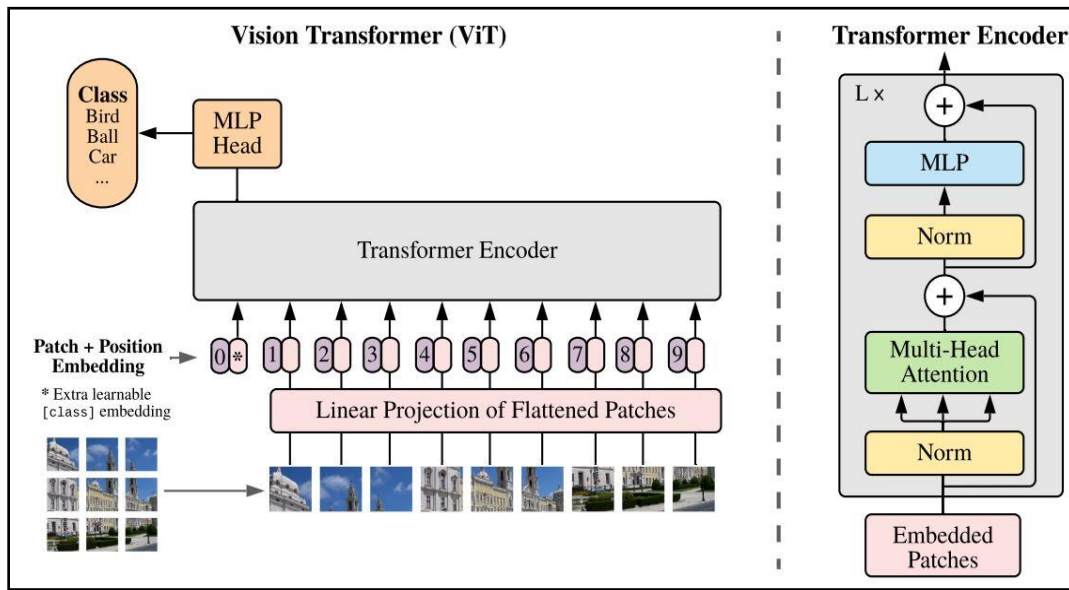 Vision Transformer (ViT)
Class
Bird
Ball
Car
...
MLP
Head
Transformer Encoder
Patch + Position
Embedding
* Extra learnable
[class] embedding
0 * 1 2 3 4 5 6 7 8 9
Linear Projection of Flattened Patches
Transformer Encoder
L ×
+
MLP
Norm
+
Multi-Head
Attention
Norm
Embedded
Patches